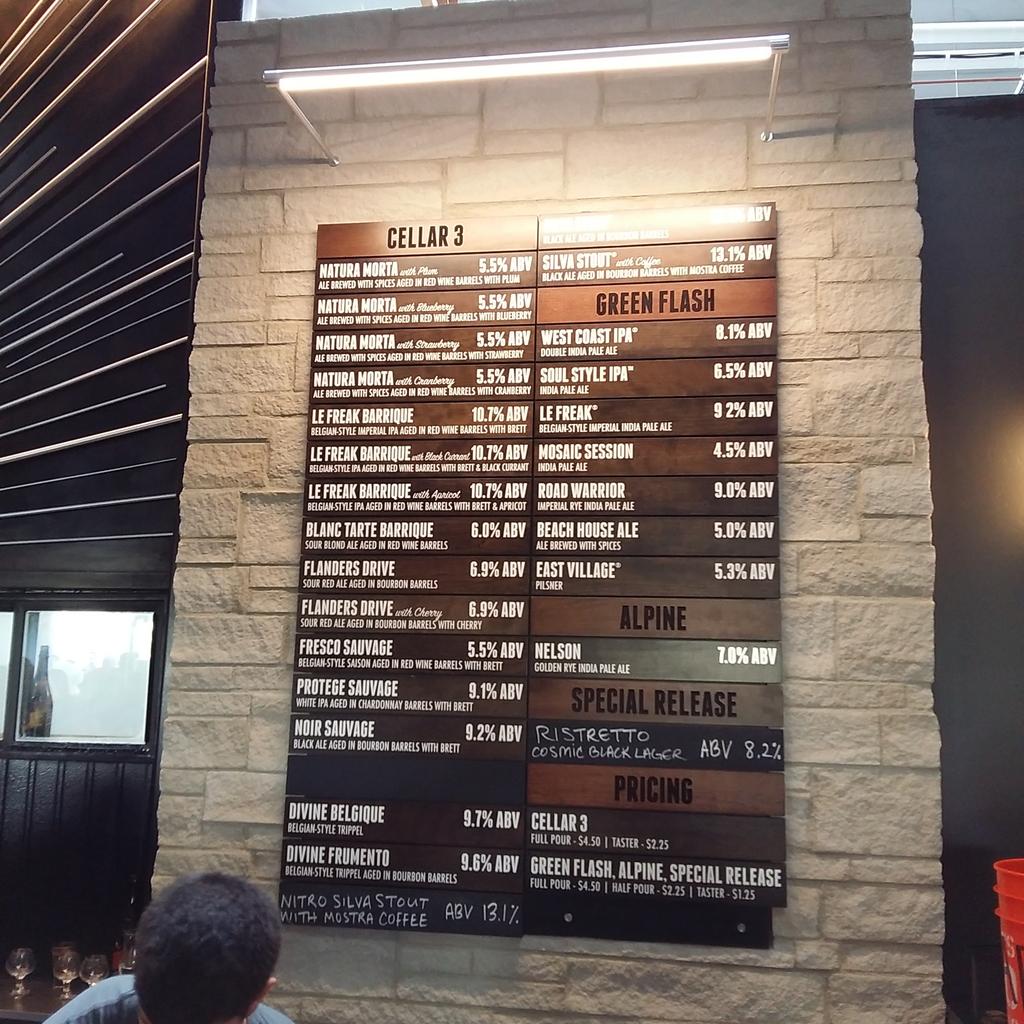 CELLAR 3
NATURA MORTA with Plum 5.5% ABV
ALE BREWED WITH SPICES AGED IN RED WINE BARRELS WITH PLUM
NATURA MORTA with Blueberry 5.5% ABV
ALE BREWED WITH SPICES AGED IN RED WINE BARRELS WITH BLUEBERRY
NATURA MORTA with Strawberry 5.5% ABV
ALE BREWED WITH SPICES AGED IN RED WINE BARRELS WITH STRAWBERRY
NATURA MORTA with Cranberry 5.5% ABV
ALE BREWED WITH SPICES AGED IN RED WINE BARRELS WITH CRANBERRY
LE FREAK BARRIQUE 10.7% ABV
BELGIAN-STYLE IMPERIAL IPA AGED IN RED WINE BARRELS WITH BRETT
LE FREAK BARRIQUE with Black Currant 10.7% ABV
BELGIAN-STYLE IPA AGED IN RED WINE BARRELS WITH BRETT & BLACK CURRANT
LE FREAK BARRIQUE with Apricot 10.7% ABV
BELGIAN-STYLE IPA AGED IN RED WINE BARRELS WITH BRETT & APRICOT
BLANC TARTE BARRIQUE 6.0% ABV
SOUR BLOND ALE AGED IN RED WINE BARRELS
FLANDERS DRIVE 6.9% ABV
SOUR RED ALE AGED IN BOURBON BARRELS
FLANDERS DRIVE with Cherry 6.9% ABV
SOUR RED ALE AGED IN BOURBON BARRELS WITH CHERRY
FRESCO SAUVAGE 5.5% ABV
BELGIAN-STYLE SAISON AGED IN RED WINE BARRELS WITH BRETT
PROTEGE SAUVAGE 9.1% ABV
WHITE IPA AGED IN CHARDONNAY BARRELS WITH BRETT
NOIR SAUVAGE 9.2% ABV
BLACK ALE AGED IN BOURBON BARRELS WITH BRETT
DIVINE BELGIQUE 9.7% ABV
BELGIAN-STYLE TRIPPEL
DIVINE FRUMENTO 9.6% ABV
BELGIAN-STYLE TRIPPEL AGED IN BOURBON BARRELS
NITRO SILVA STOUT
WITH MOSTRA COFFEE ABV 13.1%
ABV
BLACK ALE AGED IN BOURBON BARRELS
SILVA STOUT® with Coffee 13.1% ABV
BLACK ALE AGED IN BOURBON BARRELS WITH MOSTRA COFFEE
GREEN FLASH
WEST COAST IPA® 8.1% ABV
DOUBLE INDIA PALE ALE
SOUL STYLE IPA™ 6.5% ABV
INDIA PALE ALE
LE FREAK® 9 2% ABV
BELGIAN-STYLE IMPERIAL INDIA PALE ALE
MOSAIC SESSION 4.5% ABV
INDIA PALE ALE
ROAD WARRIOR 9.0% ABV
IMPERIAL RYE INDIA PALE ALE
BEACH HOUSE ALE 5.0% ABV
ALE BREWED WITH SPICES
EAST VILLAGE® 5.3% ABV
PILSNER
ALPINE
NELSON 7.0% ABV
GOLDEN RYE INDIA PALE ALE
SPECIAL RELEASE
RISTRETTO
COSMIC BLACK LAGER ABV 8.2%
PRICING
CELLAR 3
FULL POUR - $4.50 | TASTER - $2.25
GREEN FLASH, ALPINE, SPECIAL RELEASE
FULL POUR - $4.50 | HALF POUR - $2.25 | TASTER - $1.25